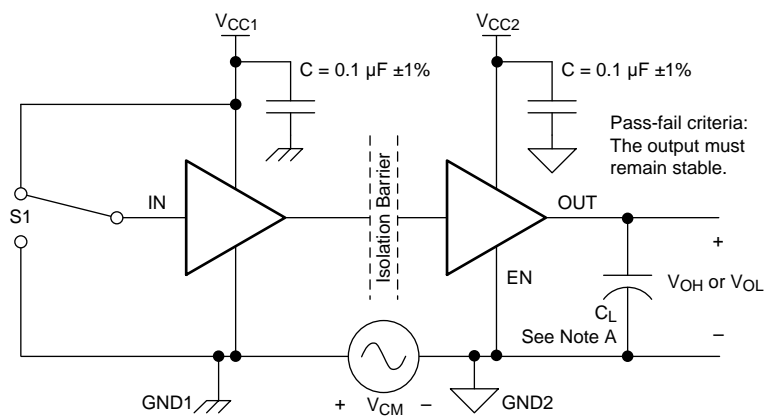 VCC1
VCC2
C = 0.1 µF ±1%
C = 0.1 µF ±1%
Pass-fail criteria:
The output must
remain stable.
S1
IN
Isolation Barrier
OUT
EN
+
VOH or VOL
CL
See Note A
–
GND1
+ VCM –
GND2